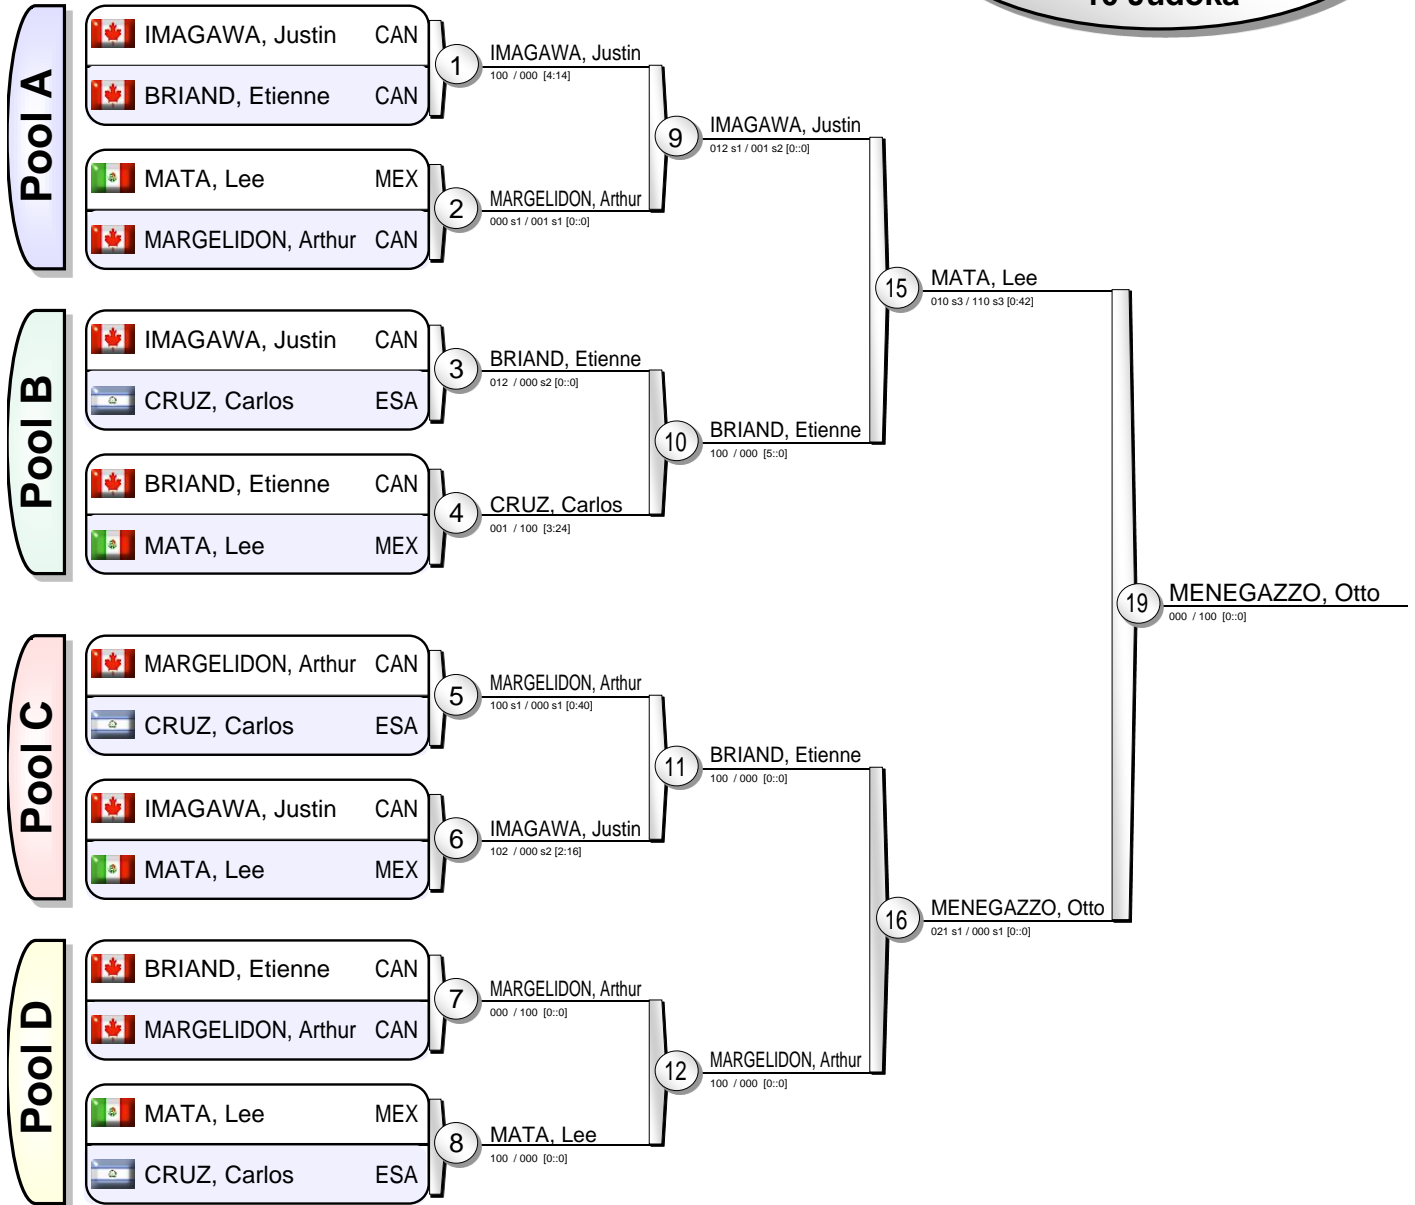 10 Judoka
Pool A
IMAGAWA, Justin CAN
BRIAND, Etienne CAN
1
IMAGAWA, Justin
100 / 000 [4:14]
MATA, Lee MEX
MARGELIDON, Arthur CAN
2
MARGELIDON, Arthur
000 s1 / 001 s1 [0::0]
9
IMAGAWA, Justin
012 s1 / 001 s2 [0::0]
Pool B
IMAGAWA, Justin CAN
CRUZ, Carlos ESA
3
BRIAND, Etienne
012 / 000 s2 [0::0]
BRIAND, Etienne CAN
MATA, Lee MEX
4
CRUZ, Carlos
001 / 100 [3:24]
10
BRIAND, Etienne
100 / 000 [5::0]
15
MATA, Lee
010 s3 / 110 s3 [0:42]
Pool C
MARGELIDON, Arthur CAN
CRUZ, Carlos ESA
5
MARGELIDON, Arthur
100 s1 / 000 s1 [0:40]
IMAGAWA, Justin CAN
MATA, Lee MEX
6
IMAGAWA, Justin
102 / 000 s2 [2:16]
11
BRIAND, Etienne
100 / 000 [0::0]
Pool D
BRIAND, Etienne CAN
MARGELIDON, Arthur CAN
7
MARGELIDON, Arthur
000 / 100 [0::0]
MATA, Lee MEX
CRUZ, Carlos ESA
8
MATA, Lee
100 / 000 [0::0]
12
MARGELIDON, Arthur
100 / 000 [0::0]
16
MENEGAZZO, Otto
021 s1 / 000 s1 [0::0]
19
MENEGAZZO, Otto
000 / 100 [0::0]